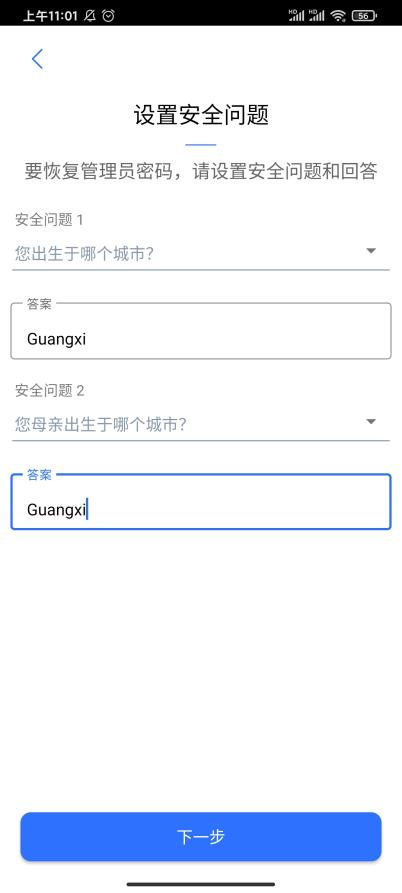 上午11:01
HD HD 56
设置安全问题
要恢复管理员密码，请设置安全问题和回答
安全问题 1
您出生于哪个城市？
答案
Guangxi
安全问题 2
您母亲出生于哪个城市？
答案
Guangxi
下一步